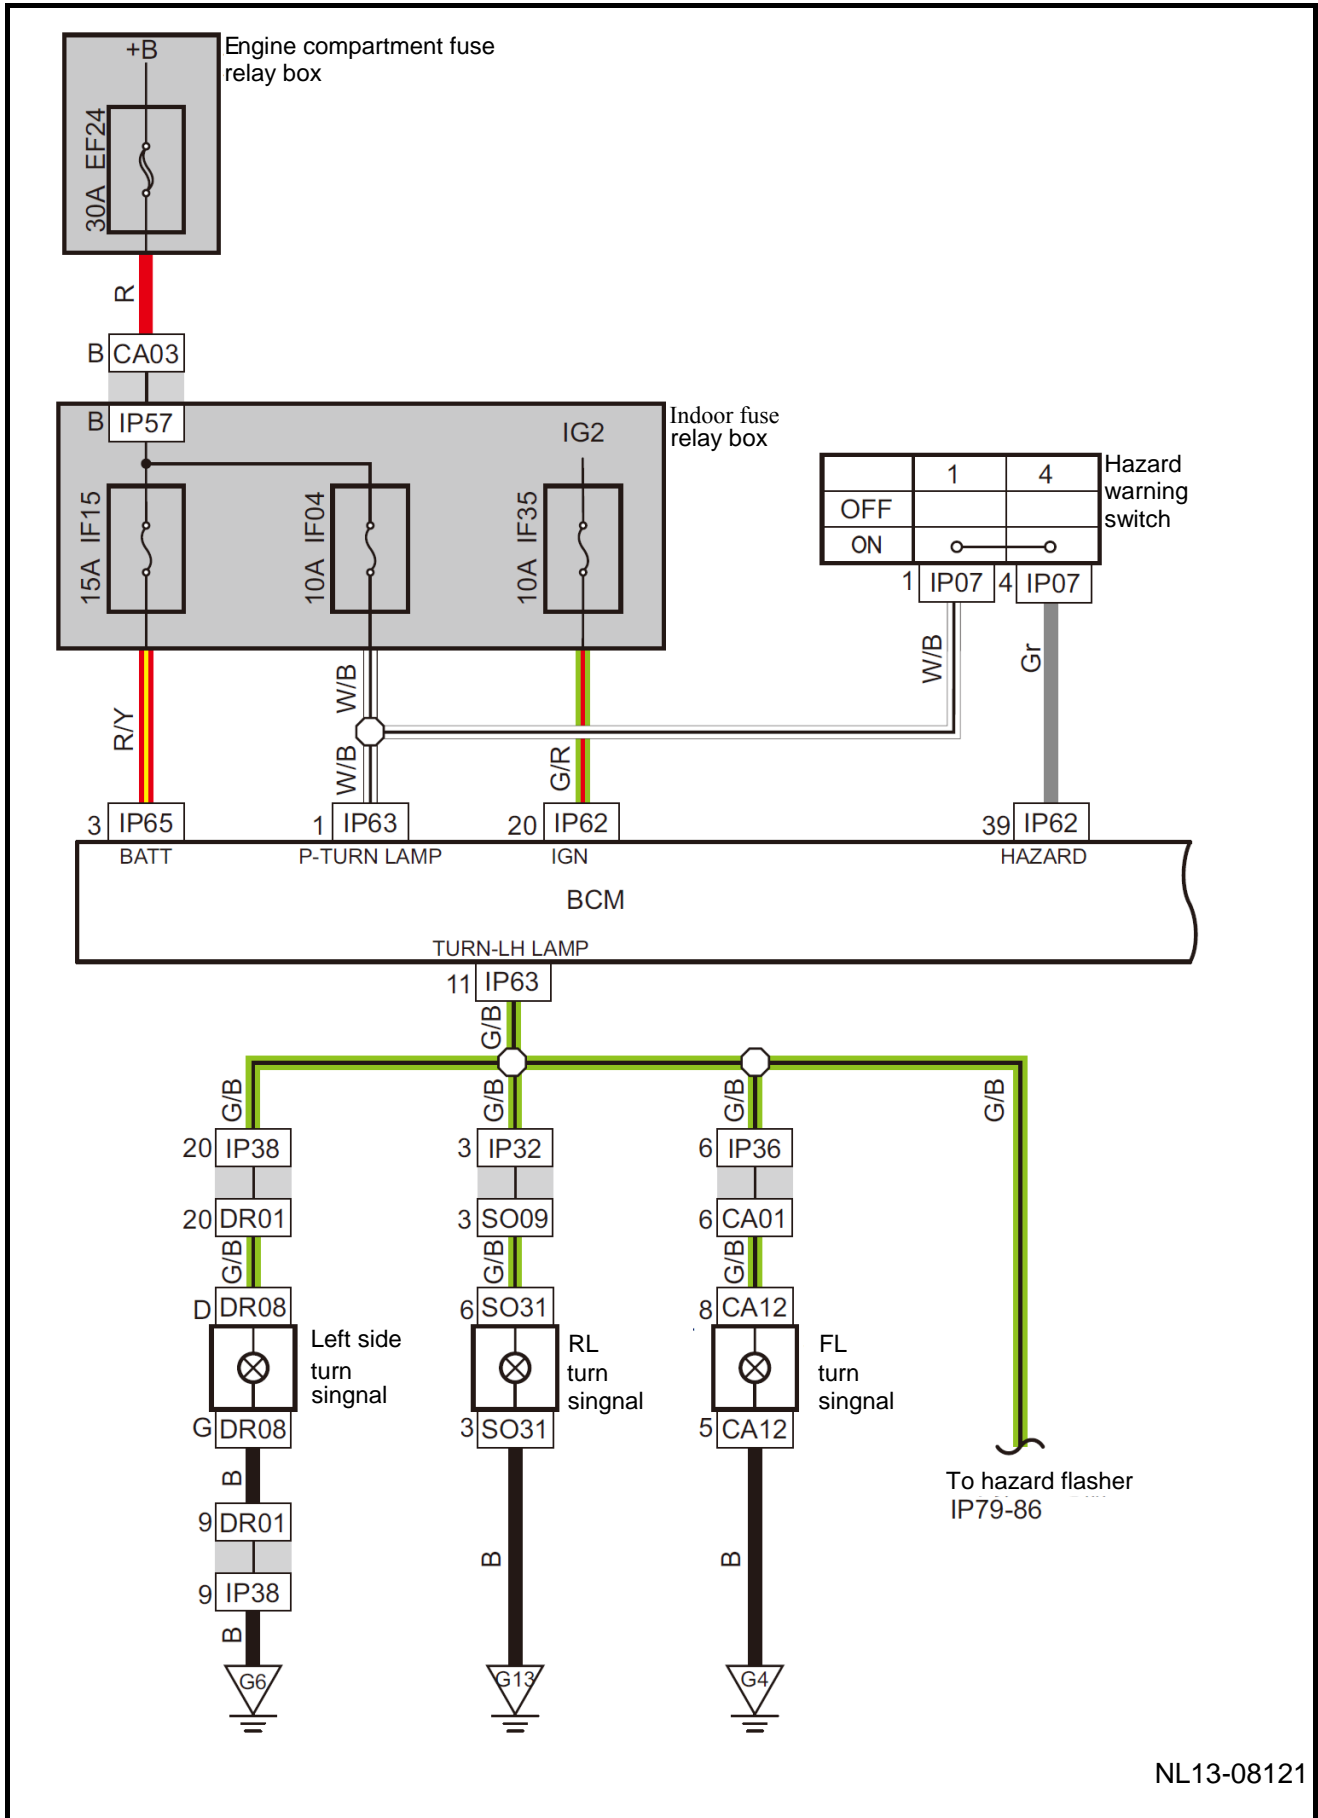 +B
Engine compartment fuse
relay box
30A EF24
R
B CA03
B IP57
Indoor fuse
relay box
IG2
15A IF15
10A IF04
10A IF35
1 4
OFF
ON
Hazard
warning
switch
1 IP07 4 IP07
R/Y
W/B
W/B
G/R
W/B
Gr
3 IP65
1 IP63
20 IP62
39 IP62
BATT
P-TURN LAMP
IGN
HAZARD
BCM
TURN-LH LAMP
11 IP63
G/B
G/B
G/B
G/B
G/B
20 IP38
3 IP32
6 IP36
20 DR01
3 SO09
6 CA01
G/B
G/B
G/B
D DR08
6 SO31
8 CA12
Left side
turn
singnal
RL
turn
singnal
FL
turn
singnal
G DR08
3 SO31
5 CA12
B
To hazard flasher
IP79-86
9 DR01
B
B
9 IP38
B
G6
G13
G4
NL13-08121